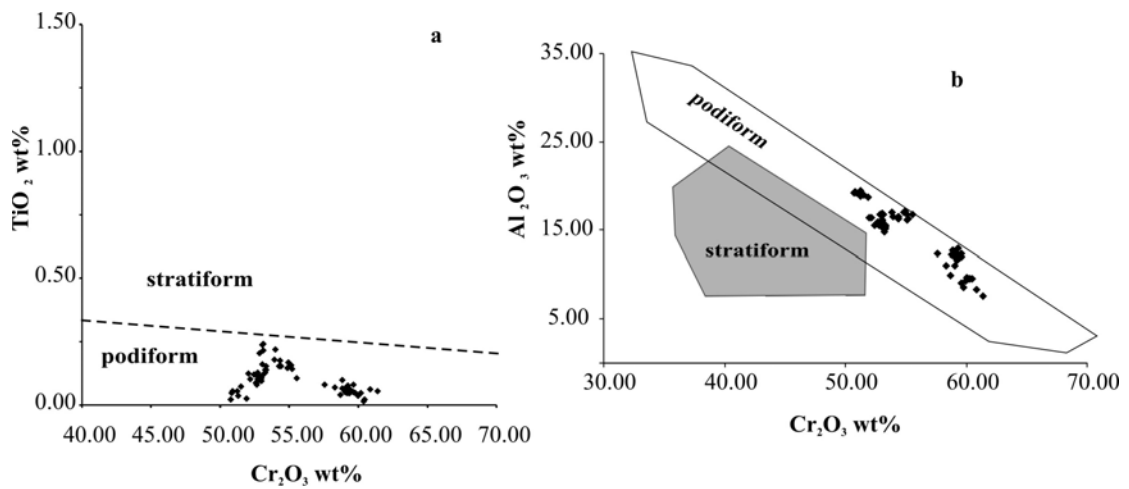 a
1.50
1.00
0.50
0.00
TiO₂ wt%
stratiform
podiform
40.00 45.00 50.00 55.00 60.00 65.00 70.00
Cr₂O₃ wt%
b
35.00
25.00
15.00
5.00
Al₂O₃ wt%
podiform
stratiform
30.00 40.00 50.00 60.00 70.00
Cr₂O₃ wt%